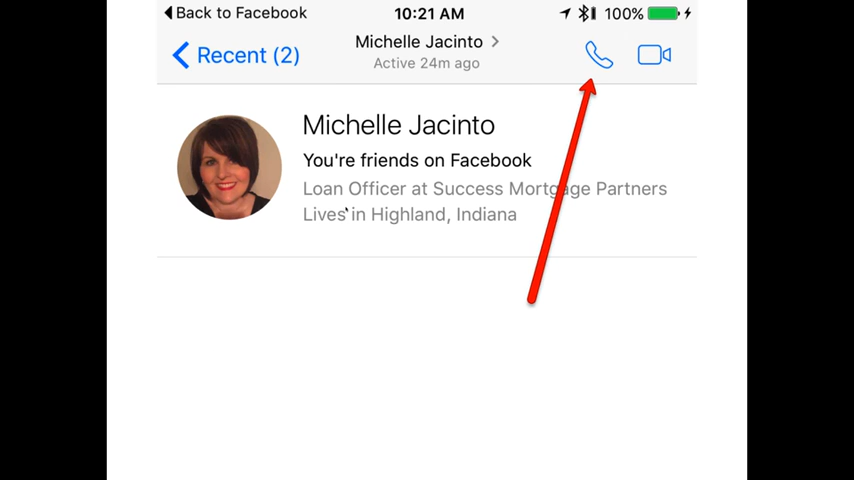 Back to Facebook 10:21 AM 100%
Recent (2) Michelle Jacinto
Active 24m ago
Michelle Jacinto
You're friends on Facebook
Loan Officer at Success Mortgage Partners
Lives in Highland, Indiana